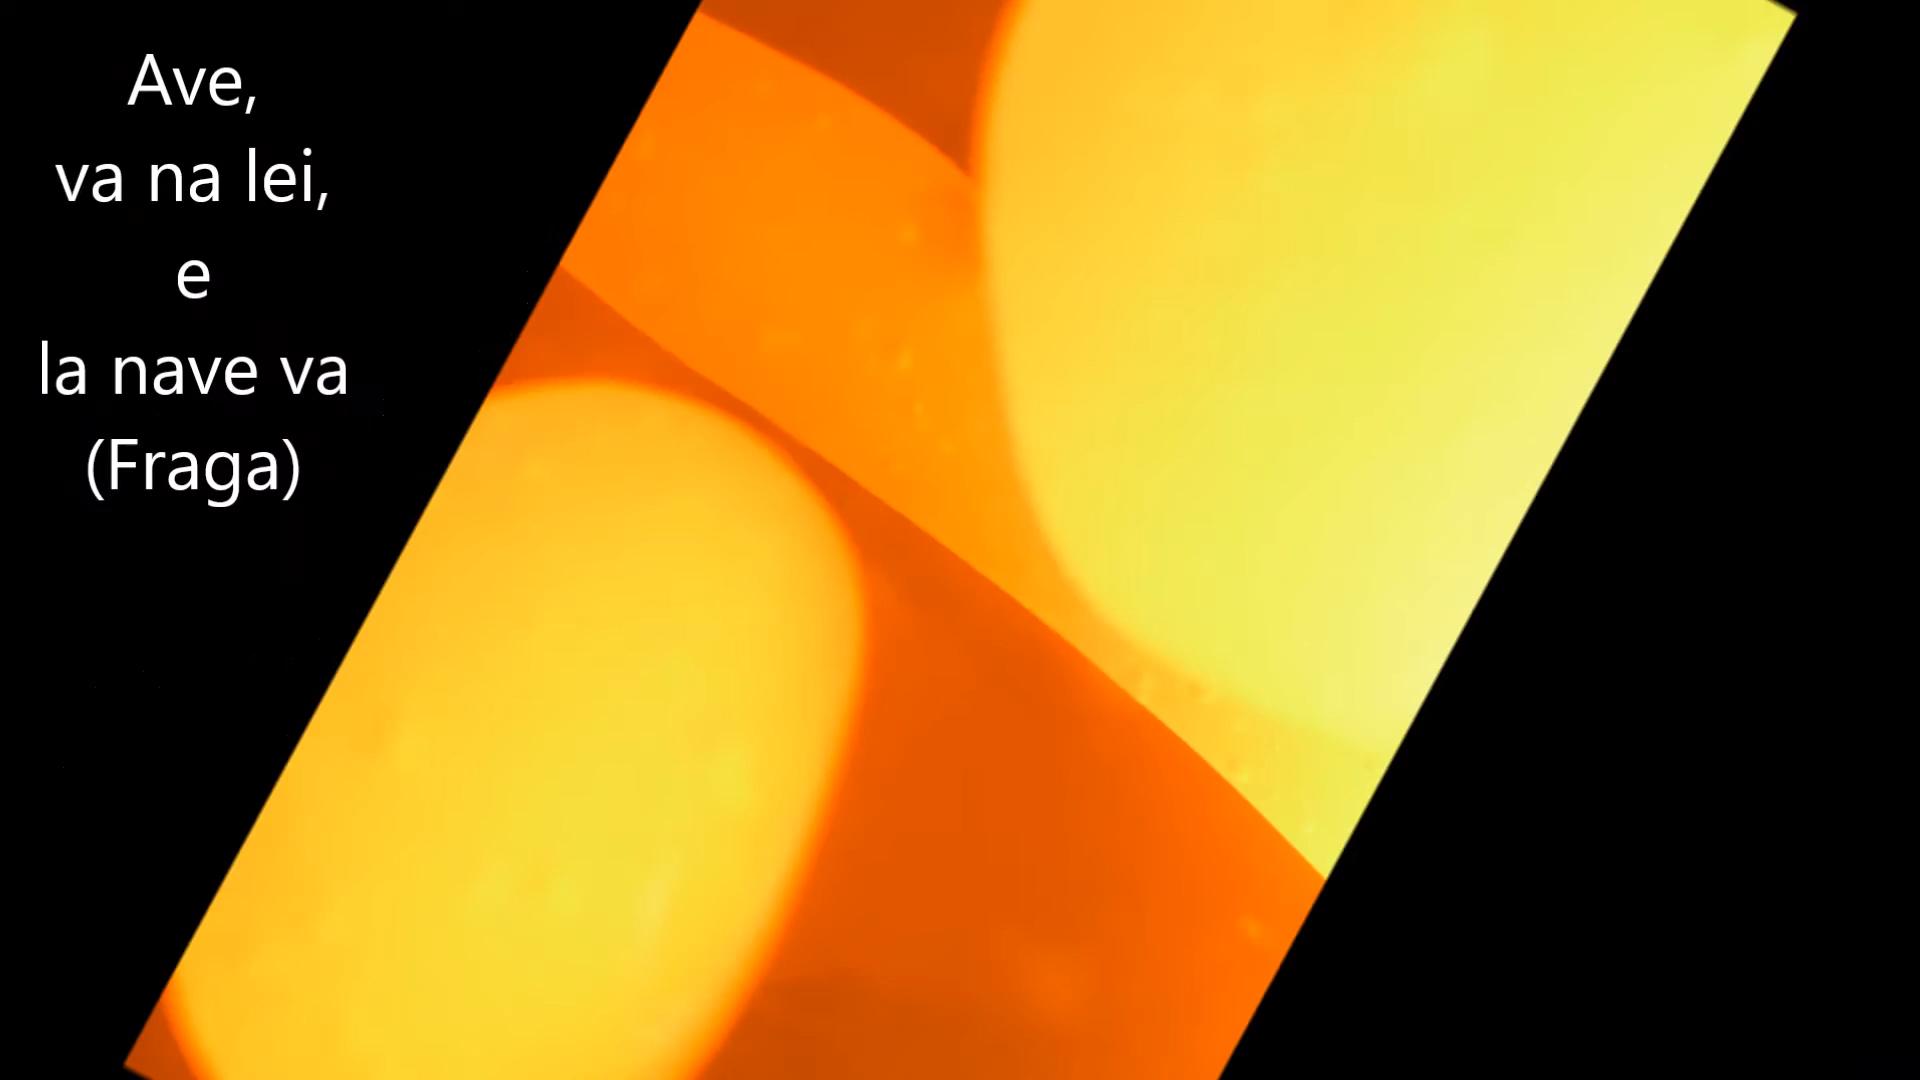 Ave,
va na lei,
e
la nave va
(Fraga)